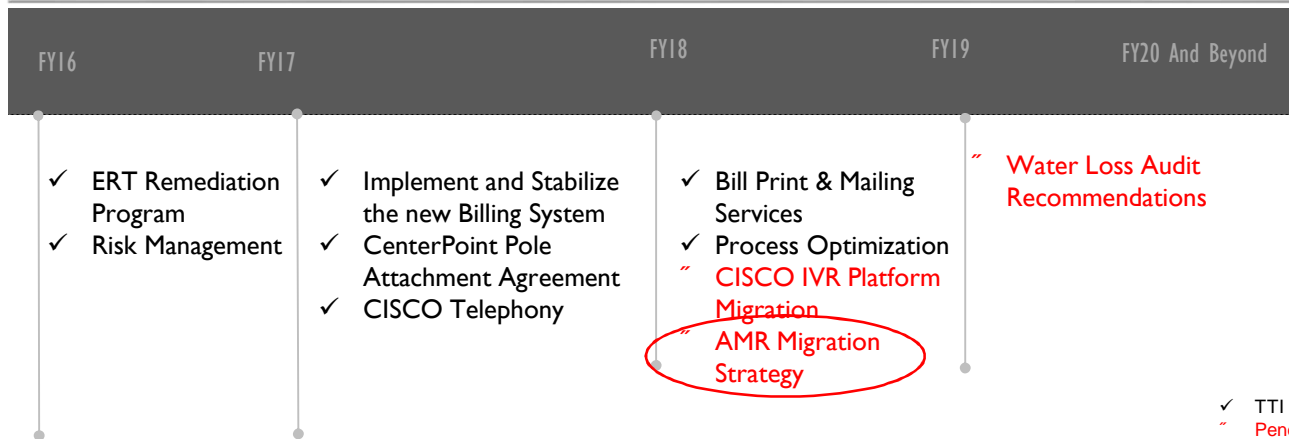 FY16
FY17
FY18
FY19
FY20 And Beyond
✓ ERT Remediation
Program
✓ Risk Management
✓ Implement and Stabilize
the new Billing System
✓ CenterPoint Pole
Attachment Agreement
✓ CISCO Telephony
✓ Bill Print & Mailing
Services
✓ Process Optimization
˝ CISCO IVR Platform
Migration
˝ AMR Migration
Strategy
˝ Water Loss Audit
Recommendations
✓ TTI
˝